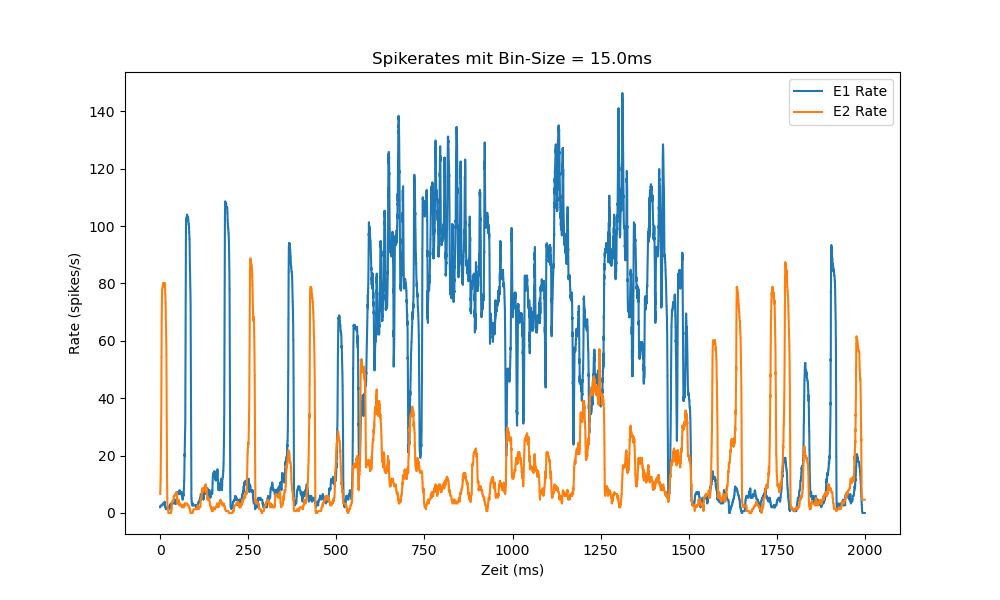 Spikerates mit Bin-Size = 15.0ms
E1 Rate
E2 Rate
Rate (spikes/s)
140
120
100
80
60
40
20
0
0 250 500 750 1000 1250 1500 1750 2000
Zeit (ms)